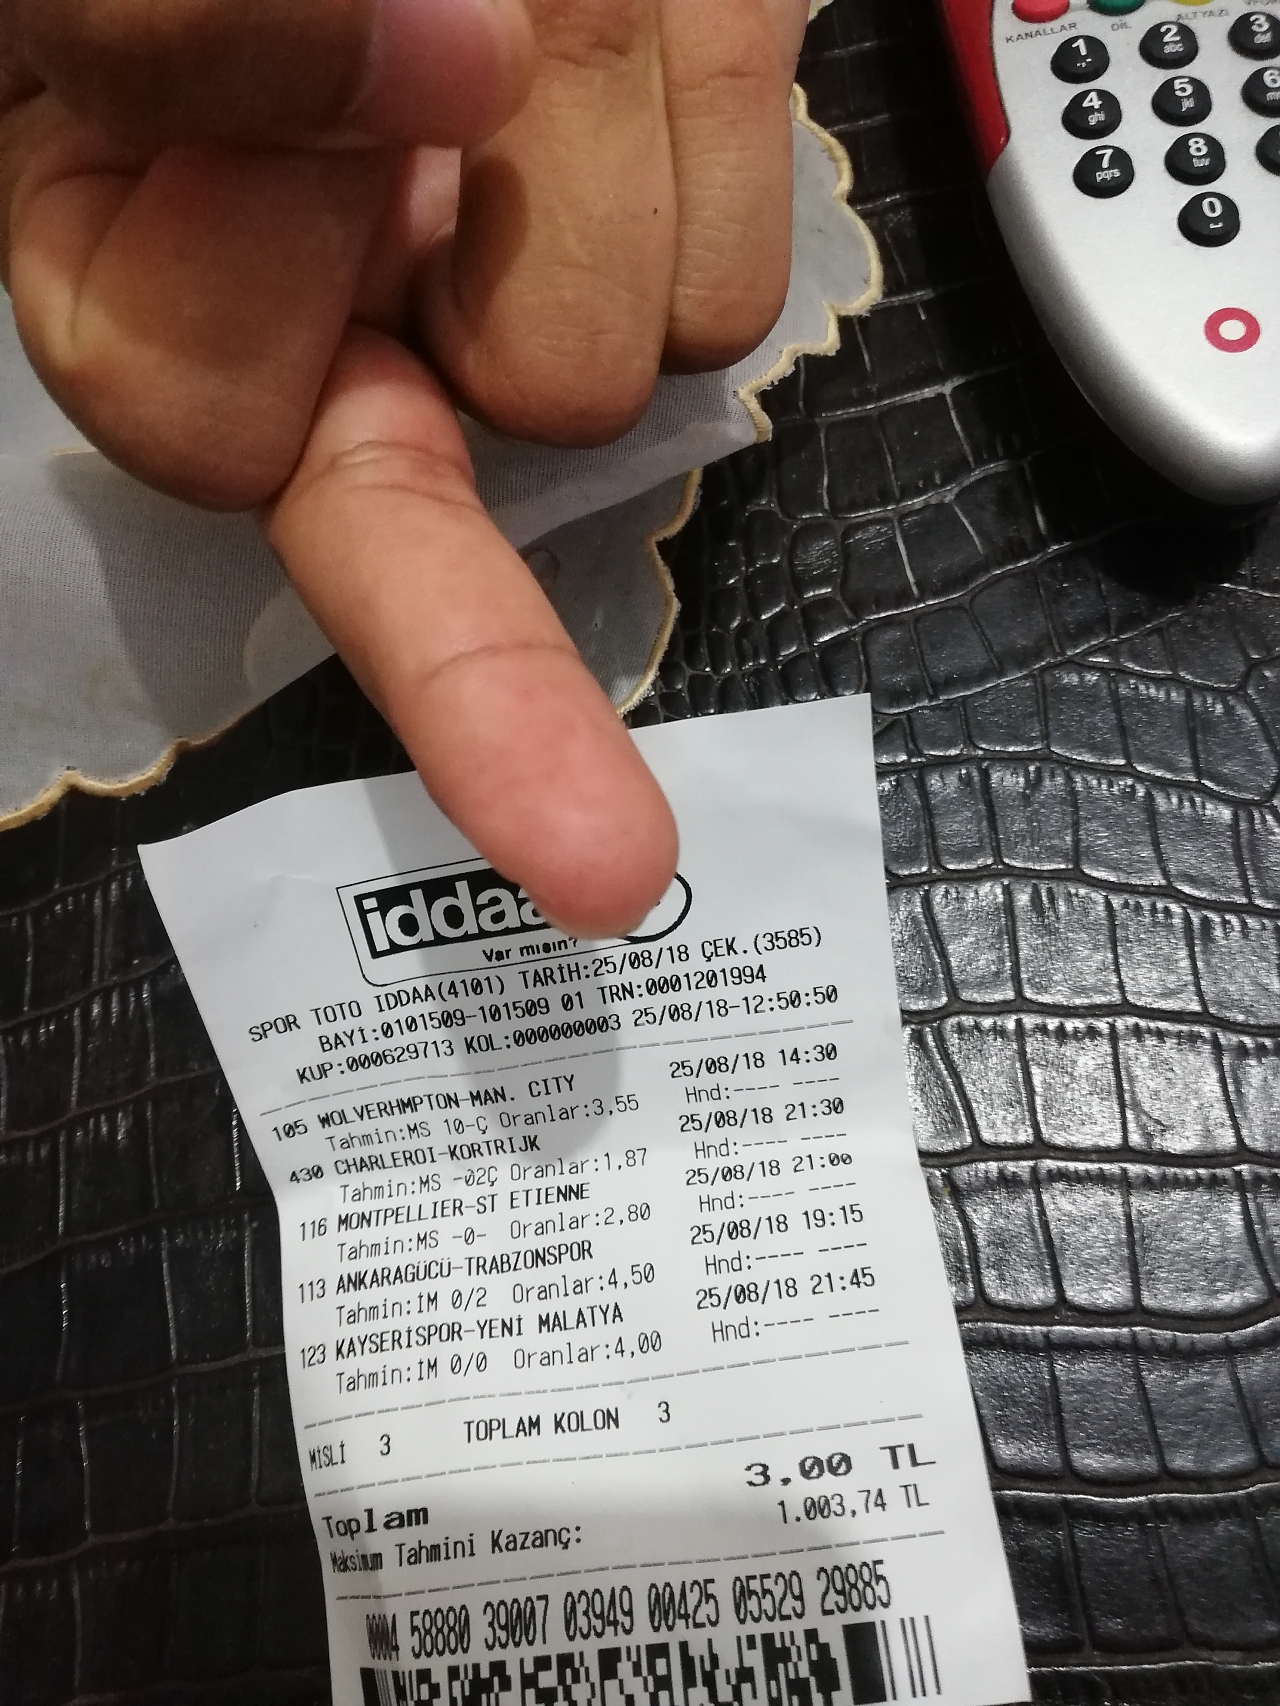 KANALLAR
DİL
ALTYAZI
1
2 abc
3 def
4 ghi
5 jkl
6
7 pqrs
8 tuv
0
iddaa
Var mısın?
SPOR TOTO IDDAA(4101) TARİH:25/08/18 ÇEK.(3585)
BAYİ:0101509-101509 01 TRN:0001201994
KUP:000629713 KOL:000000003 25/08/18-12:50:50
105 WOLVERHMPTON-MAN. CITY 25/08/18 14:30
Tahmin:MS 10-Ç Oranlar:3,55 Hnd:---- ----
430 CHARLEROI-KORTRIJK 25/08/18 21:30
Tahmin:MS -02Ç Oranlar:1,87 Hnd:---- ----
116 MONTPELLIER-ST ETIENNE 25/08/18 21:00
Tahmin:MS -0- Oranlar:2,80 Hnd:---- ----
113 ANKARAGÜCÜ-TRABZONSPOR 25/08/18 19:15
Tahmin:İM 0/2 Oranlar:4,50 Hnd:---- ----
123 KAYSERİSPOR-YENİ MALATYA 25/08/18 21:45
Tahmin:İM 0/0 Oranlar:4,00 Hnd:---- ----
MİSLİ 3 TOPLAM KOLON 3
Toplam 3,00 TL
Maksimum Tahmini Kazanç: 1.003,74 TL
00004 58880 39007 03949 00425 05529 29885